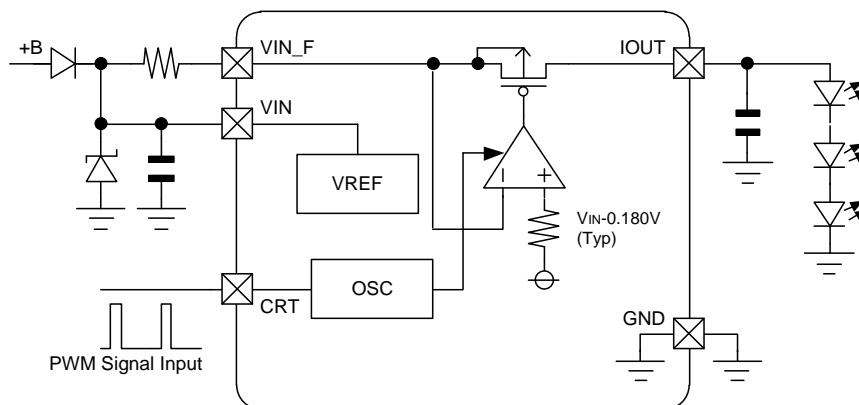 +B
VIN_F
IOUT
VIN
VREF
VIN-0.180V
(Typ)
OSC
CRT
GND
PWM Signal Input